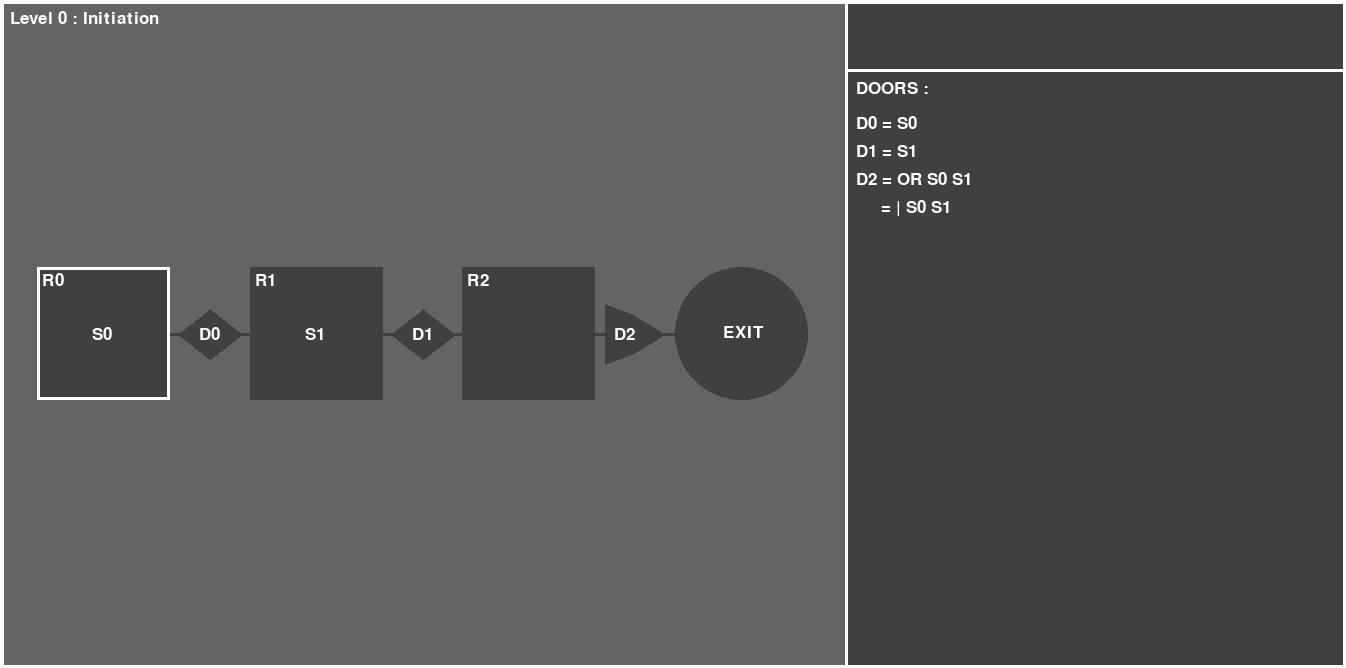 Level 0 : Initiation
R0
S0
D0
R1
S1
D1
R2
D2
EXIT
DOORS :
D0 = S0
D1 = S1
D2 = OR S0 S1
= | S0 S1